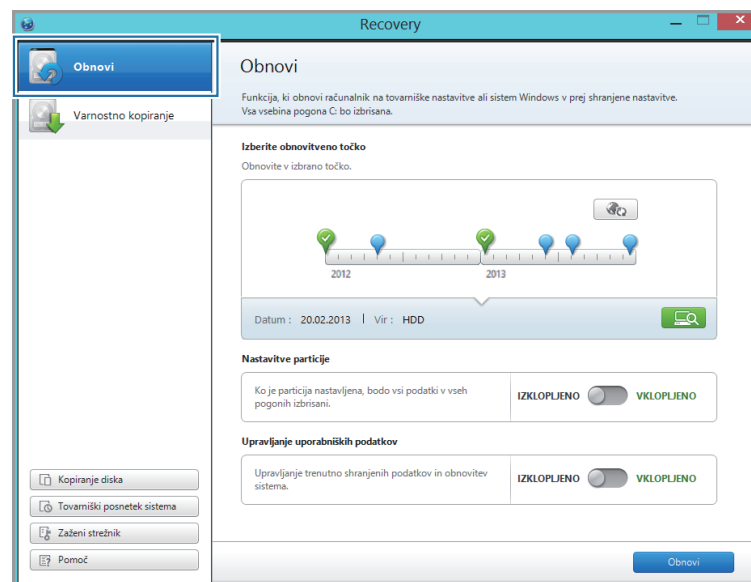 Recovery
Obnovi
Varnostno kopiranje
Kopiranje diska
Tovarniški posnetek sistema
Zaženi strežnik
Pomoč
Obnovi
Funkcija, ki obnovi računalnik na tovarniške nastavitve ali sistem Windows v prej shranjene nastavitve.
Vsa vsebina pogona C: bo izbrisana.
Izberite obnovitveno točko
Obnovite v izbrano točko.
2012 2013
Datum : 20.02.2013 | Vir : HDD
Nastavitve particije
Ko je particija nastavljena, bodo vsi podatki v vseh
pogonih izbrisani.
IZKLOPLJENO VKLOPLJENO
Upravljanje uporabniških podatkov
Upravljanje trenutno shranjenih podatkov in obnovitev
sistema.
IZKLOPLJENO VKLOPLJENO
Obnovi